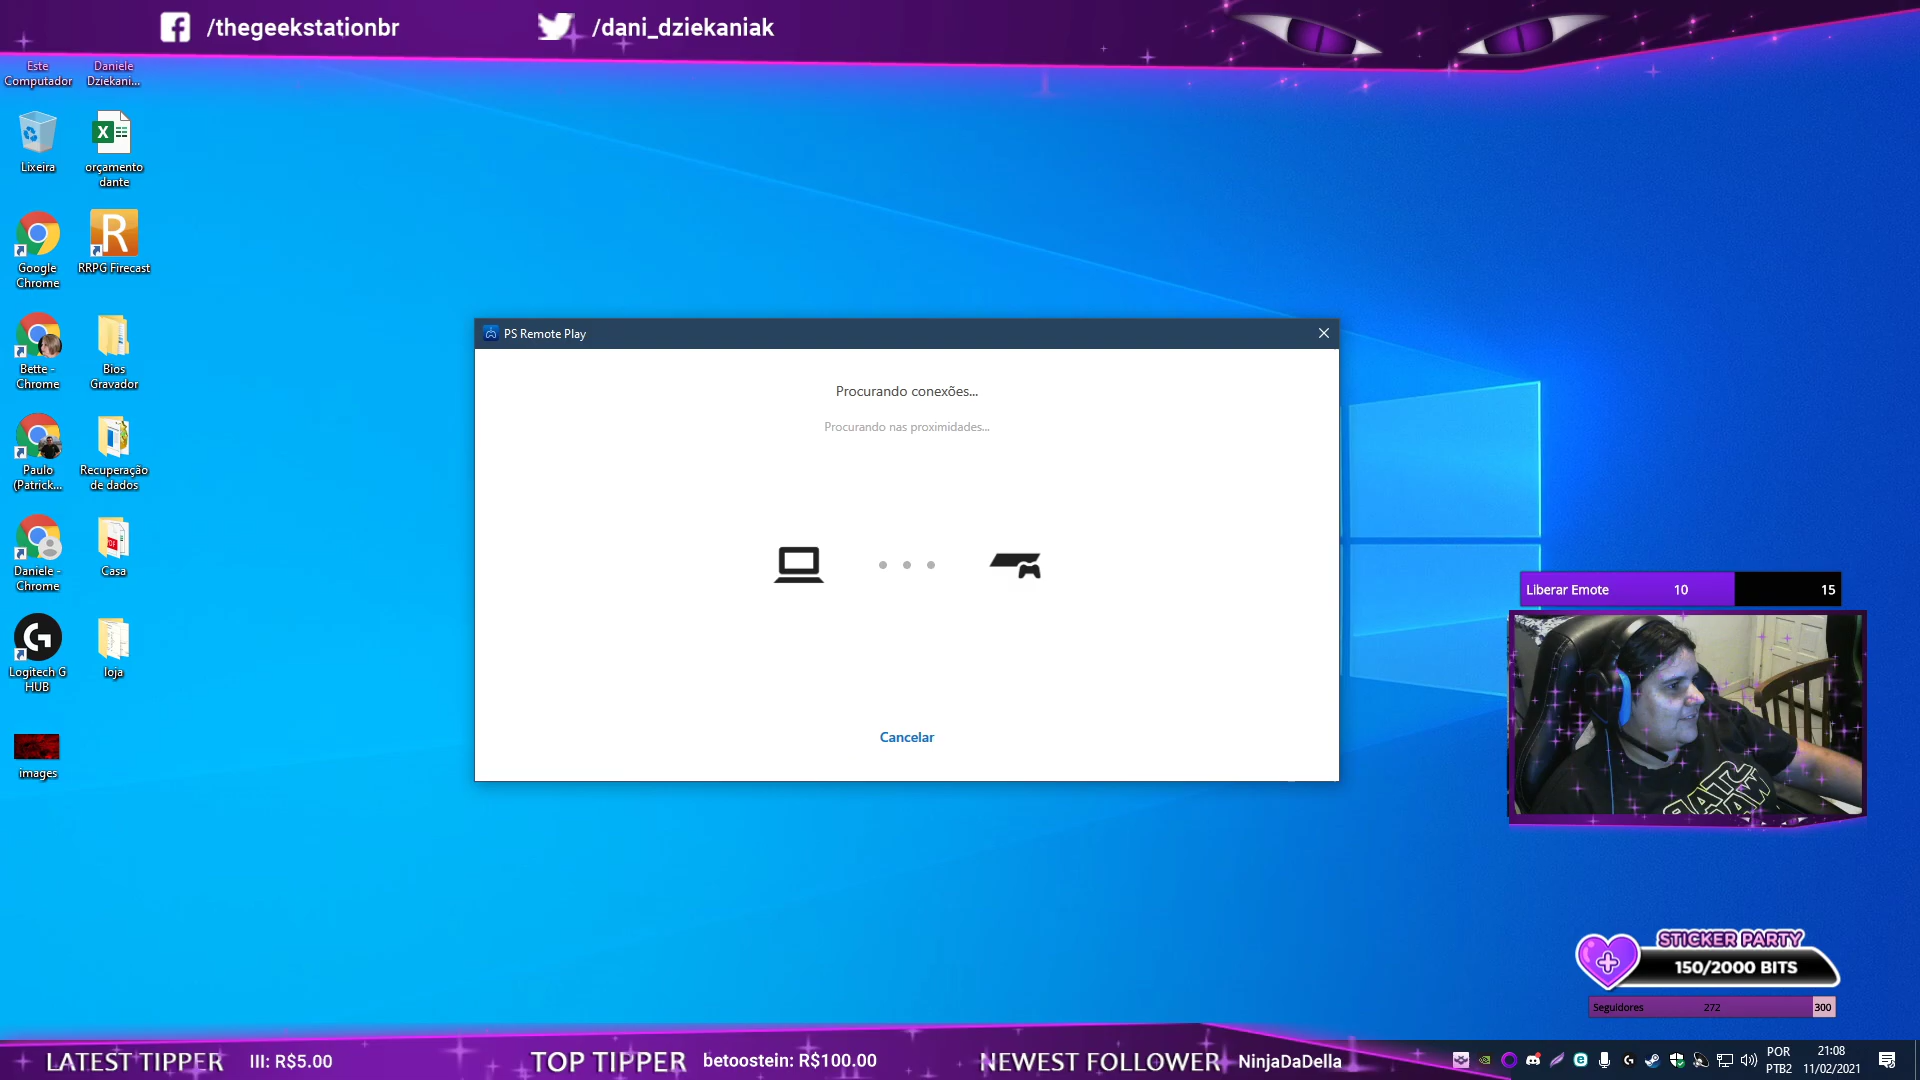 /thegeekstationbr
/dani_dziekaniak
Este
Computador
Daniele
Dziekani...
Lixeira
orçamento
dante
Google
Chrome
RRPG Firecast
Bette -
Chrome
Bios
Gravador
Paulo
(Patrick...
Recuperação
de dados
Daniele -
Chrome
Casa
Logitech G
HUB
loja
images
PS Remote Play
Procurando conexões...
Procurando nas proximidades...
Cancelar
Liberar Emote 10 15
STICKER PARTY
150/2000 BITS
Seguidores 272 300
LATEST TIPPER III: R$5.00
TOP TIPPER betoostein: R$100.00
NEWEST FOLLOWER NinjaDaDella
POR
PTB2
21:08
11/02/2021